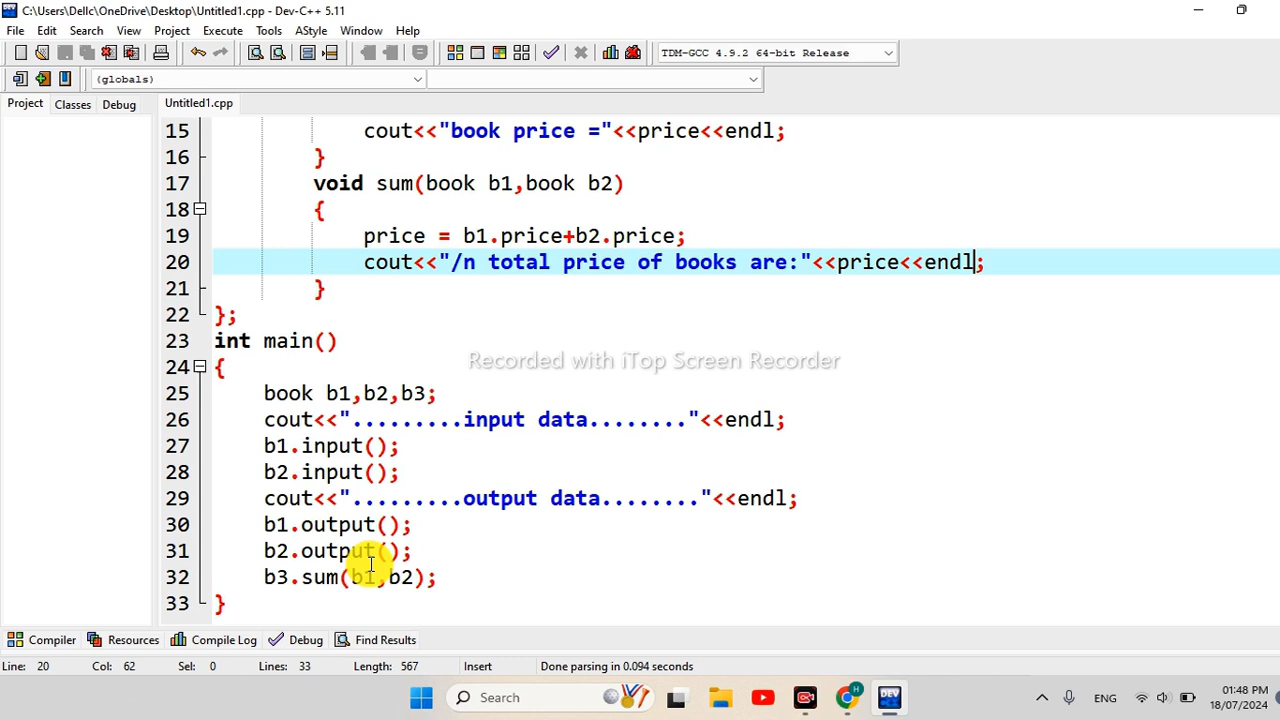 C:\Users\Dellc\OneDrive\Desktop\Untitled1.cpp - Dev-C++ 5.11
File Edit Search View Project Execute Tools AStyle Window Help
TDM-GCC 4.9.2 64-bit Release
(globals)
Project Classes Debug Untitled1.cpp
15 cout<<"book price ="<<price<<endl;
16 }
17 void sum(book b1,book b2)
18 {
19 price = b1.price+b2.price;
20 cout<<"/n total price of books are:"<<price<<endl;
21 }
22 };
23 int main()
Recorded with iTop Screen Recorder
24 {
25 book b1,b2,b3;
26 cout<<".........input data........"<<endl;
27 b1.input();
28 b2.input();
29 cout<<".........output data........"<<endl;
30 b1.output();
31 b2.output();
32 b3.sum(b1,b2);
33 }
Compiler Resources Compile Log Debug Find Results
Line: 20 Col: 62 Sel: 0 Lines: 33 Length: 567 Insert Done parsing in 0.094 seconds
Search DEV ENG 01:48 PM
18/07/2024